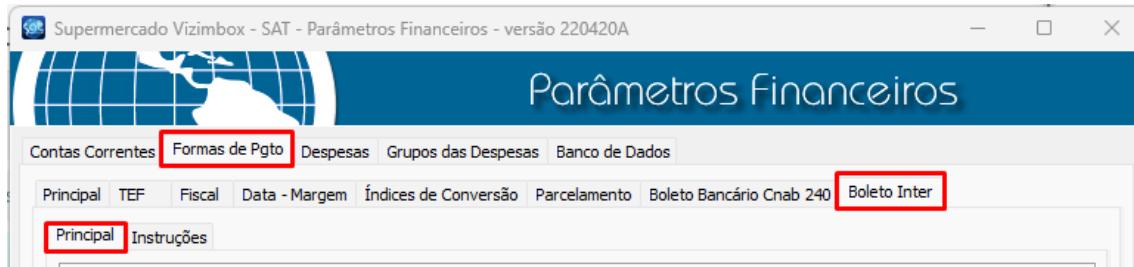 Supermercado Vizimbox - SAT - Parâmetros Financeiros - versão 220420A
Parâmetros Financeiros
Contas Correntes Formas de Pgto Despesas Grupos das Despesas Banco de Dados
Principal TEF Fiscal Data - Margem Índices de Conversão Parcelamento Boleto Bancário Cnab 240 Boleto Inter
Principal Instruções